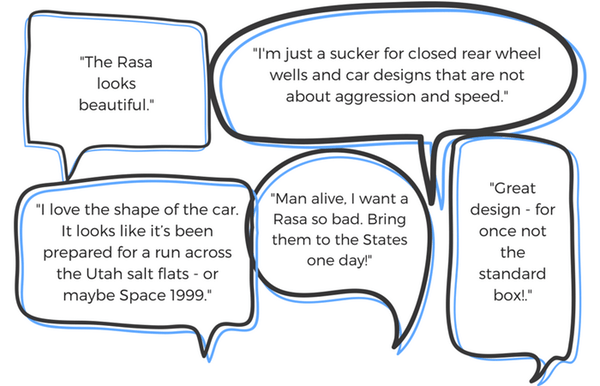 "The Rasa
looks
beautiful."
"I'm just a sucker for closed rear wheel
wells and car designs that are not
about aggression and speed."
"I love the shape of the car.
It looks like it’s been
prepared for a run across
the Utah salt flats - or
maybe Space 1999."
"Man alive, I want a
Rasa so bad. Bring
them to the States
one day!"
"Great
design - for
once not
the
standard
box!."